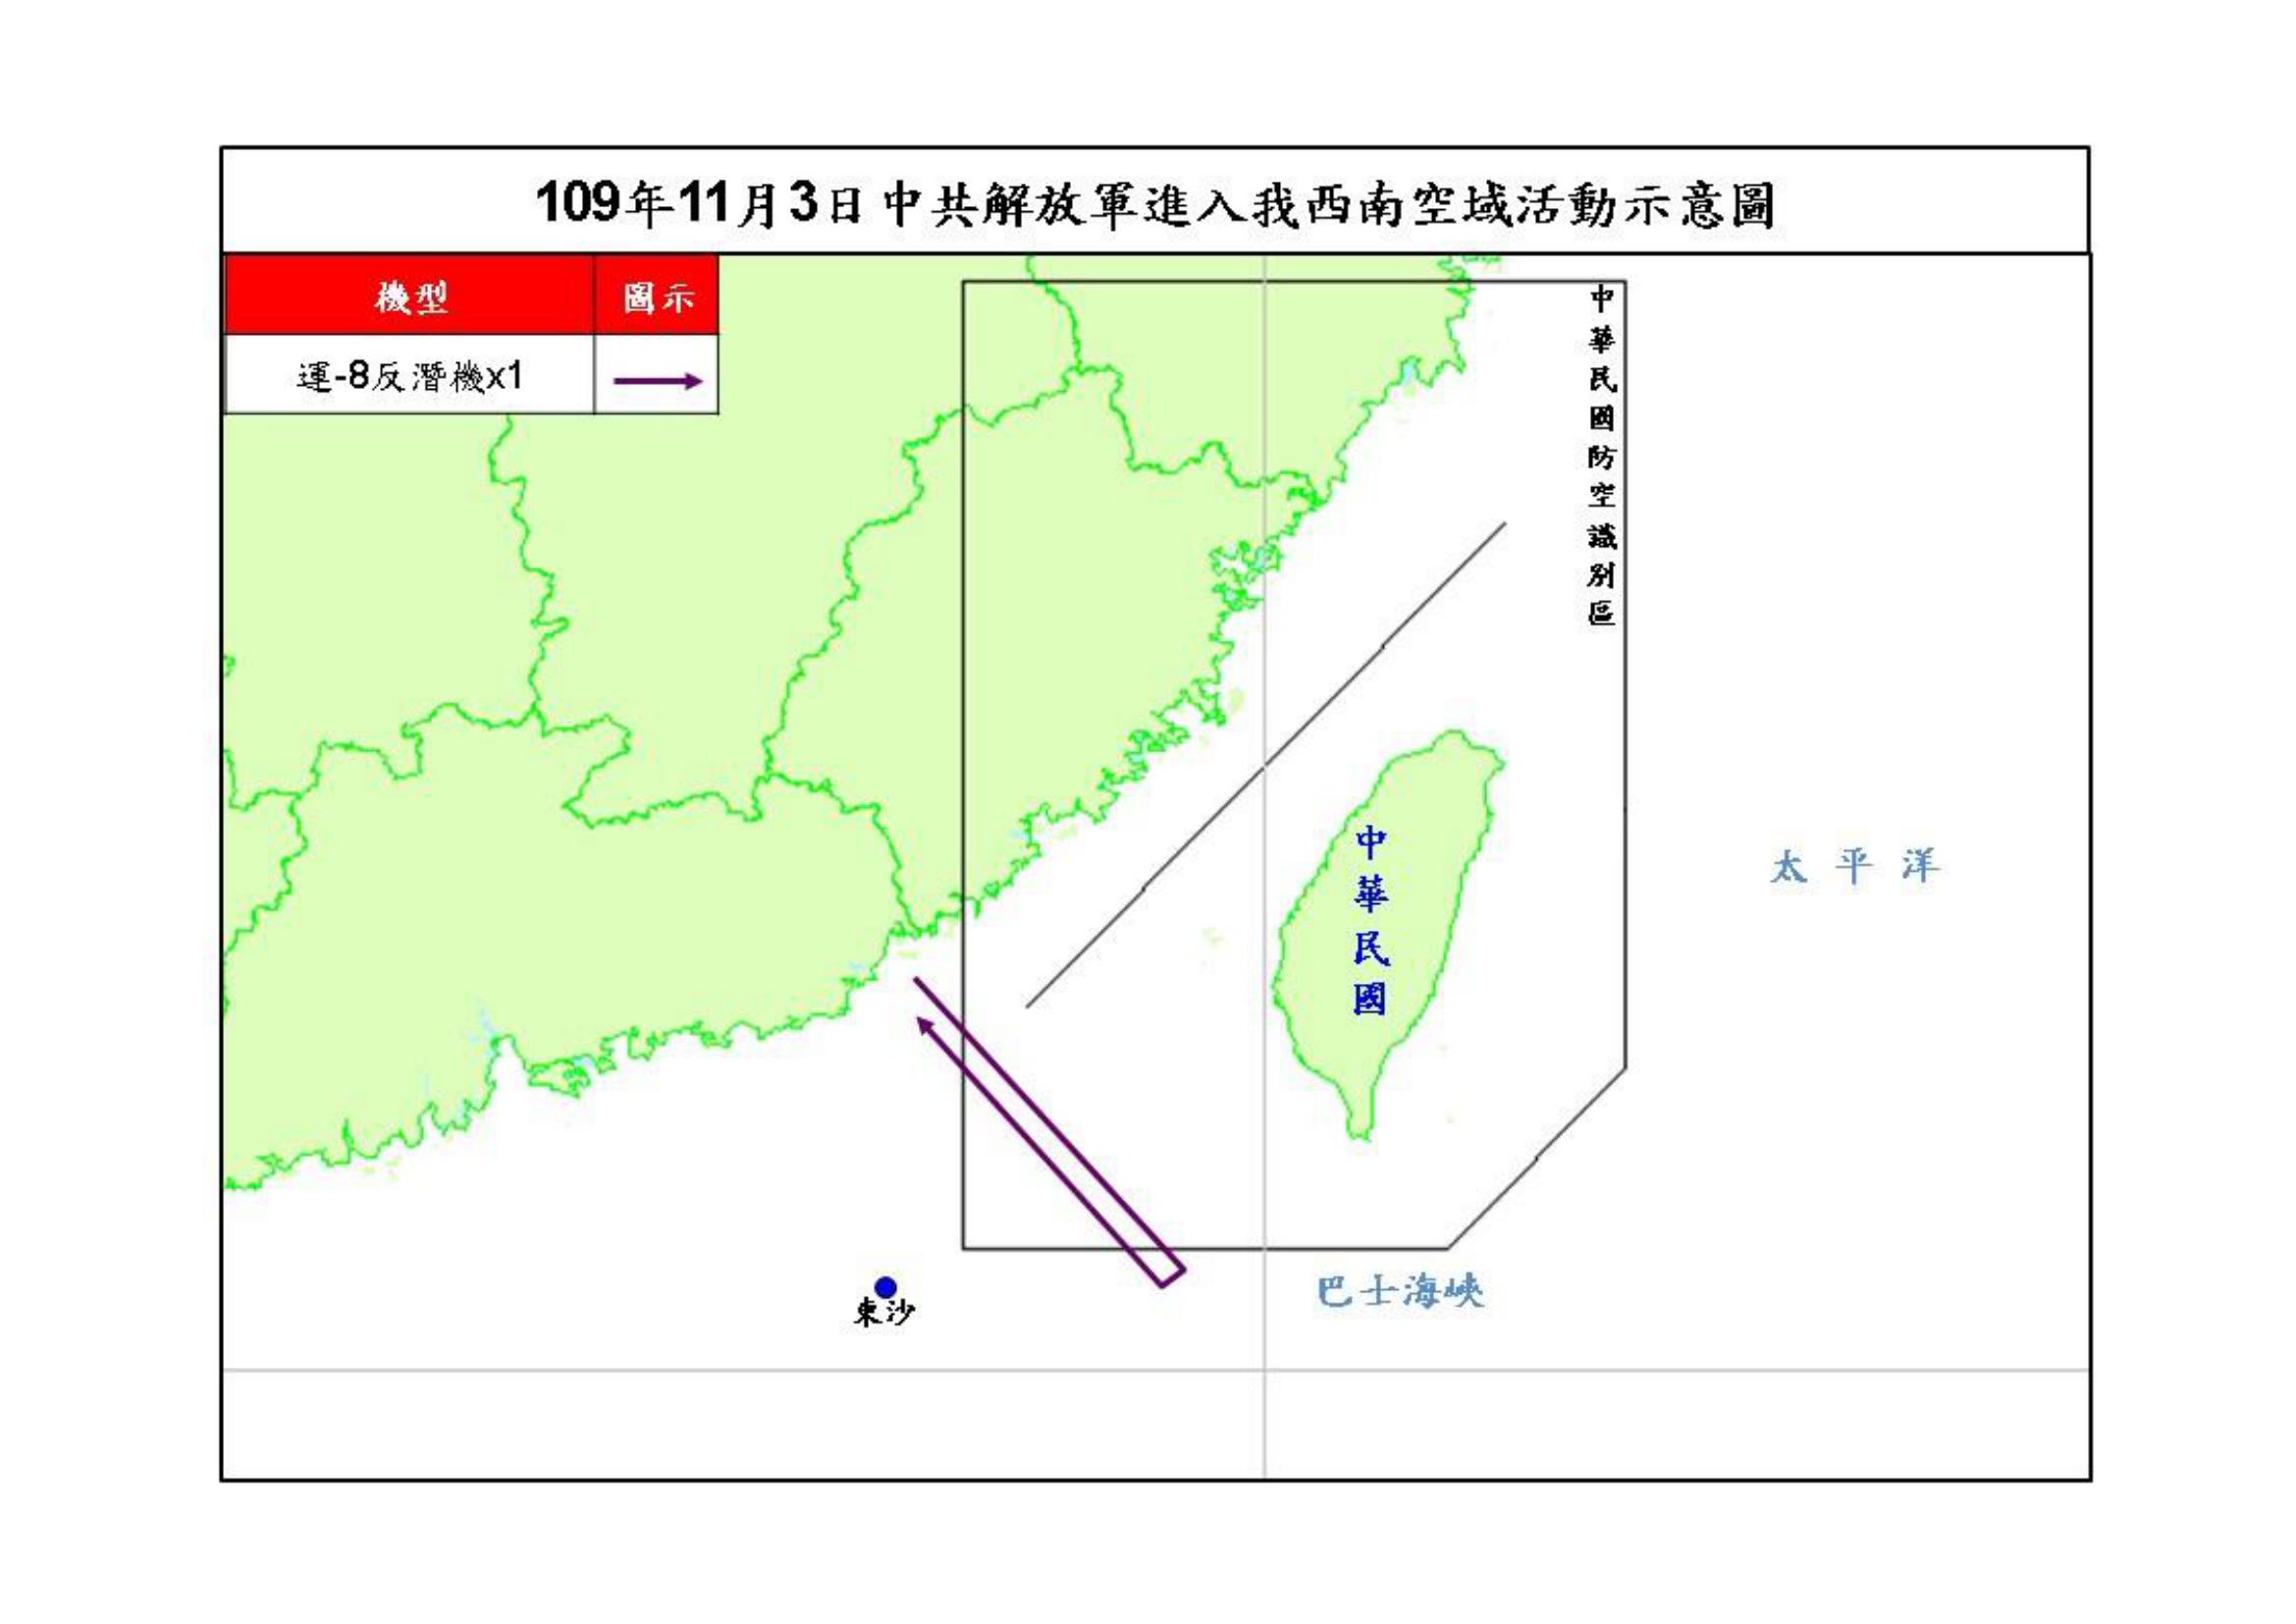 109年11月3日中共解放軍進入我西南空域活動示意圖
機型 圖示
運-8反潛機x1
中華民國防空識別區
中華民國
太平洋
巴士海峽
東沙